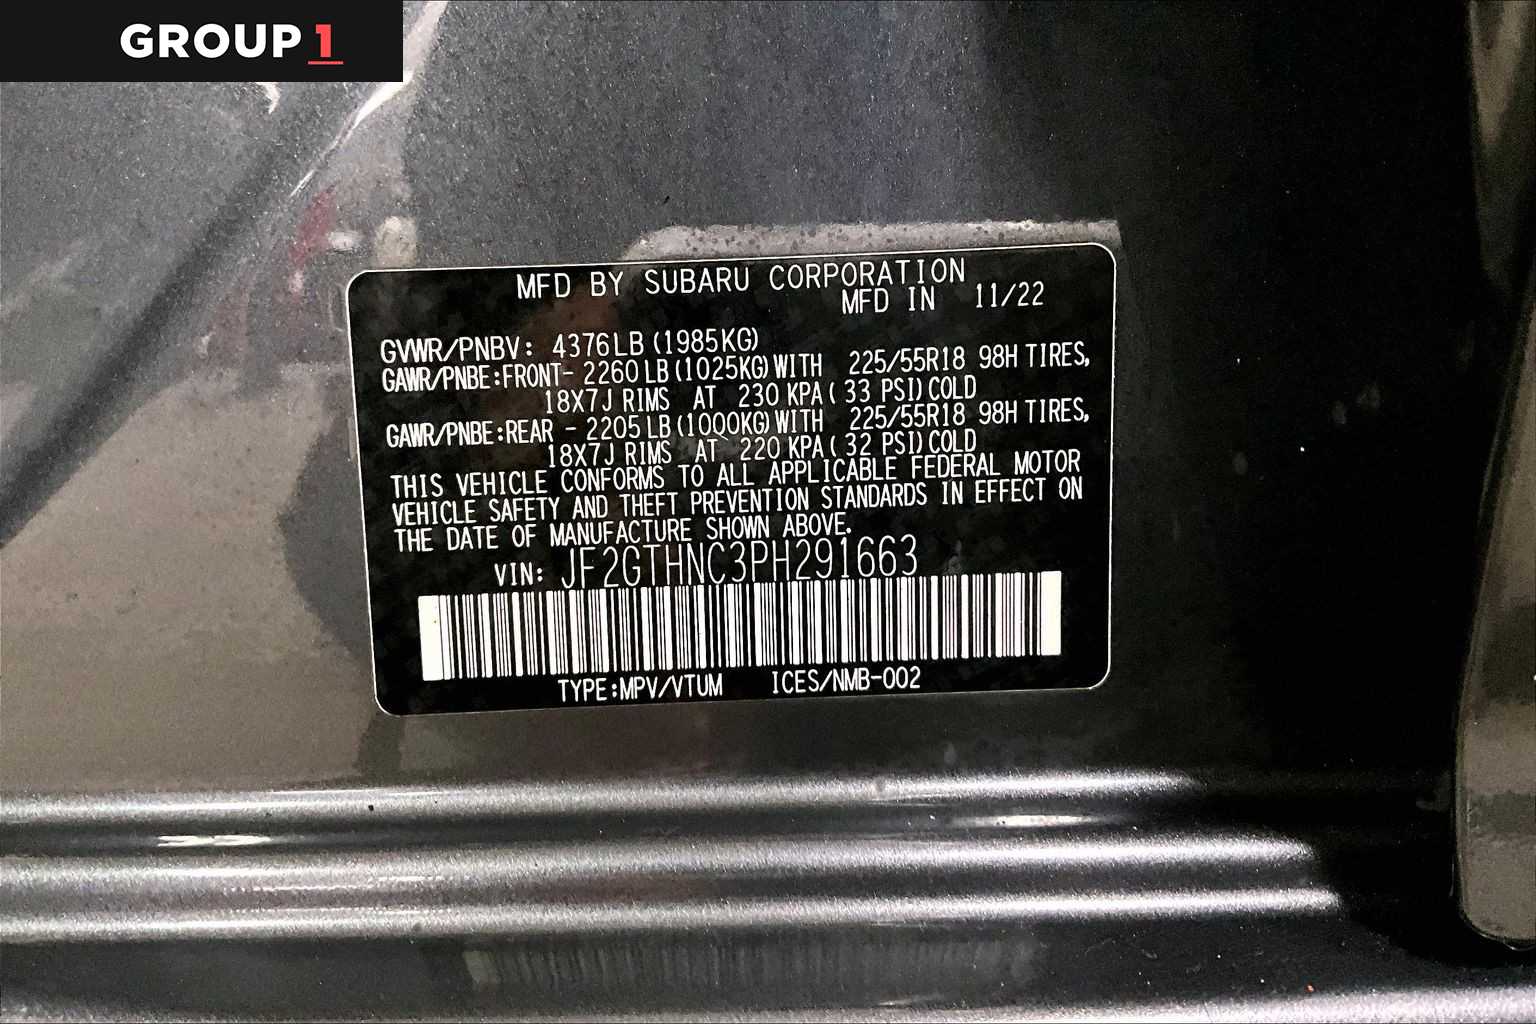 GROUP 1
MFD BY SUBARU CORPORATION
MFD IN 11/22
GVWR/PNBV: 4376LB (1985KG)
GAWR/PNBE:FRONT- 2260 LB (1025KG) WITH 225/55R18 98H TIRES,
18X7J RIMS AT 230 KPA ( 33 PSI) COLD
GAWR/PNBE:REAR - 2205 LB (1000KG) WITH 225/55R18 98H TIRES,
18X7J RIMS AT 220 KPA ( 32 PSI) COLD
THIS VEHICLE CONFORMS TO ALL APPLICABLE FEDERAL MOTOR
VEHICLE SAFETY AND THEFT PREVENTION STANDARDS IN EFFECT ON
THE DATE OF MANUFACTURE SHOWN ABOVE.
VIN: JF2GTHNC3PH291663
TYPE:MPV/VTUM ICES/NMB-002